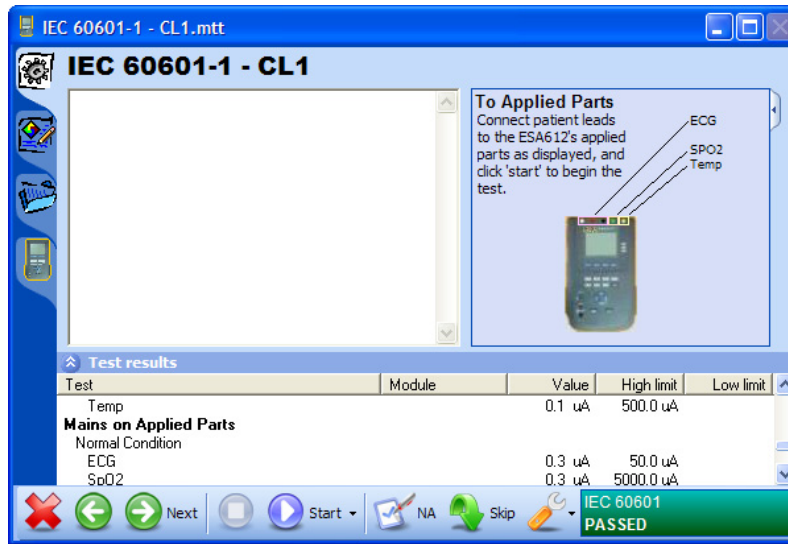 IEC 60601-1 - CL1.mtt
IEC 60601-1 - CL1
To Applied Parts
Connect patient leads
to the ESA612's applied
parts as displayed, and
click 'start' to begin the
test.
ECG
SPO2
Temp
Test results
Test Module Value High limit Low limit
Temp 0.1 uA 500.0 uA
Mains on Applied Parts
Normal Condition
ECG 0.3 uA 50.0 uA
SpO2 0.3 uA 5000.0 uA
Next Start NA Skip
IEC 60601
PASSED